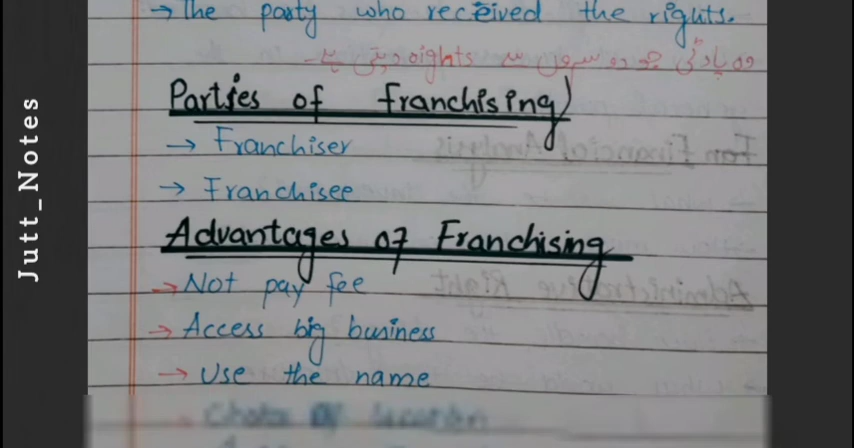 → The party who received the rights.
وہ پارٹی جو دوسروں سے rights دیتی ہے۔
Parties of franchising
→ Franchiser
→ Franchisee
Advantages of Franchising
→ Not pay fee
→ Access big business
→ Use the name
Jutt_Notes